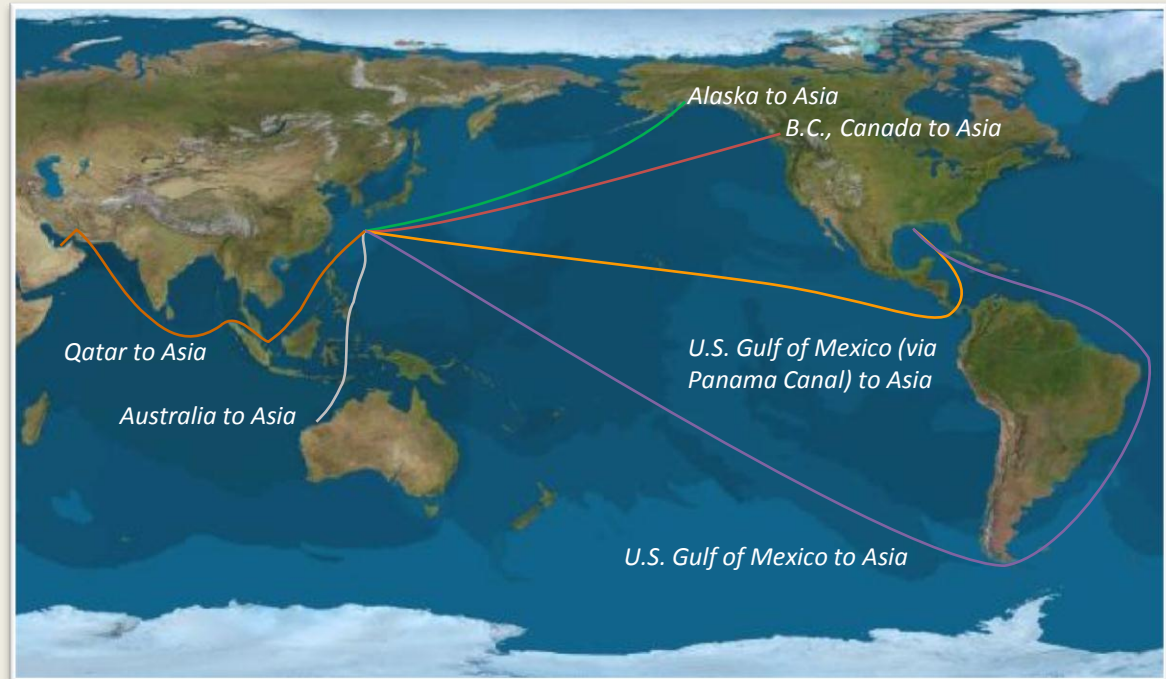 Alaska to Asia
B.C., Canada to Asia
Qatar to Asia
U.S. Gulf of Mexico (via
Panama Canal) to Asia
Australia to Asia
U.S. Gulf of Mexico to Asia